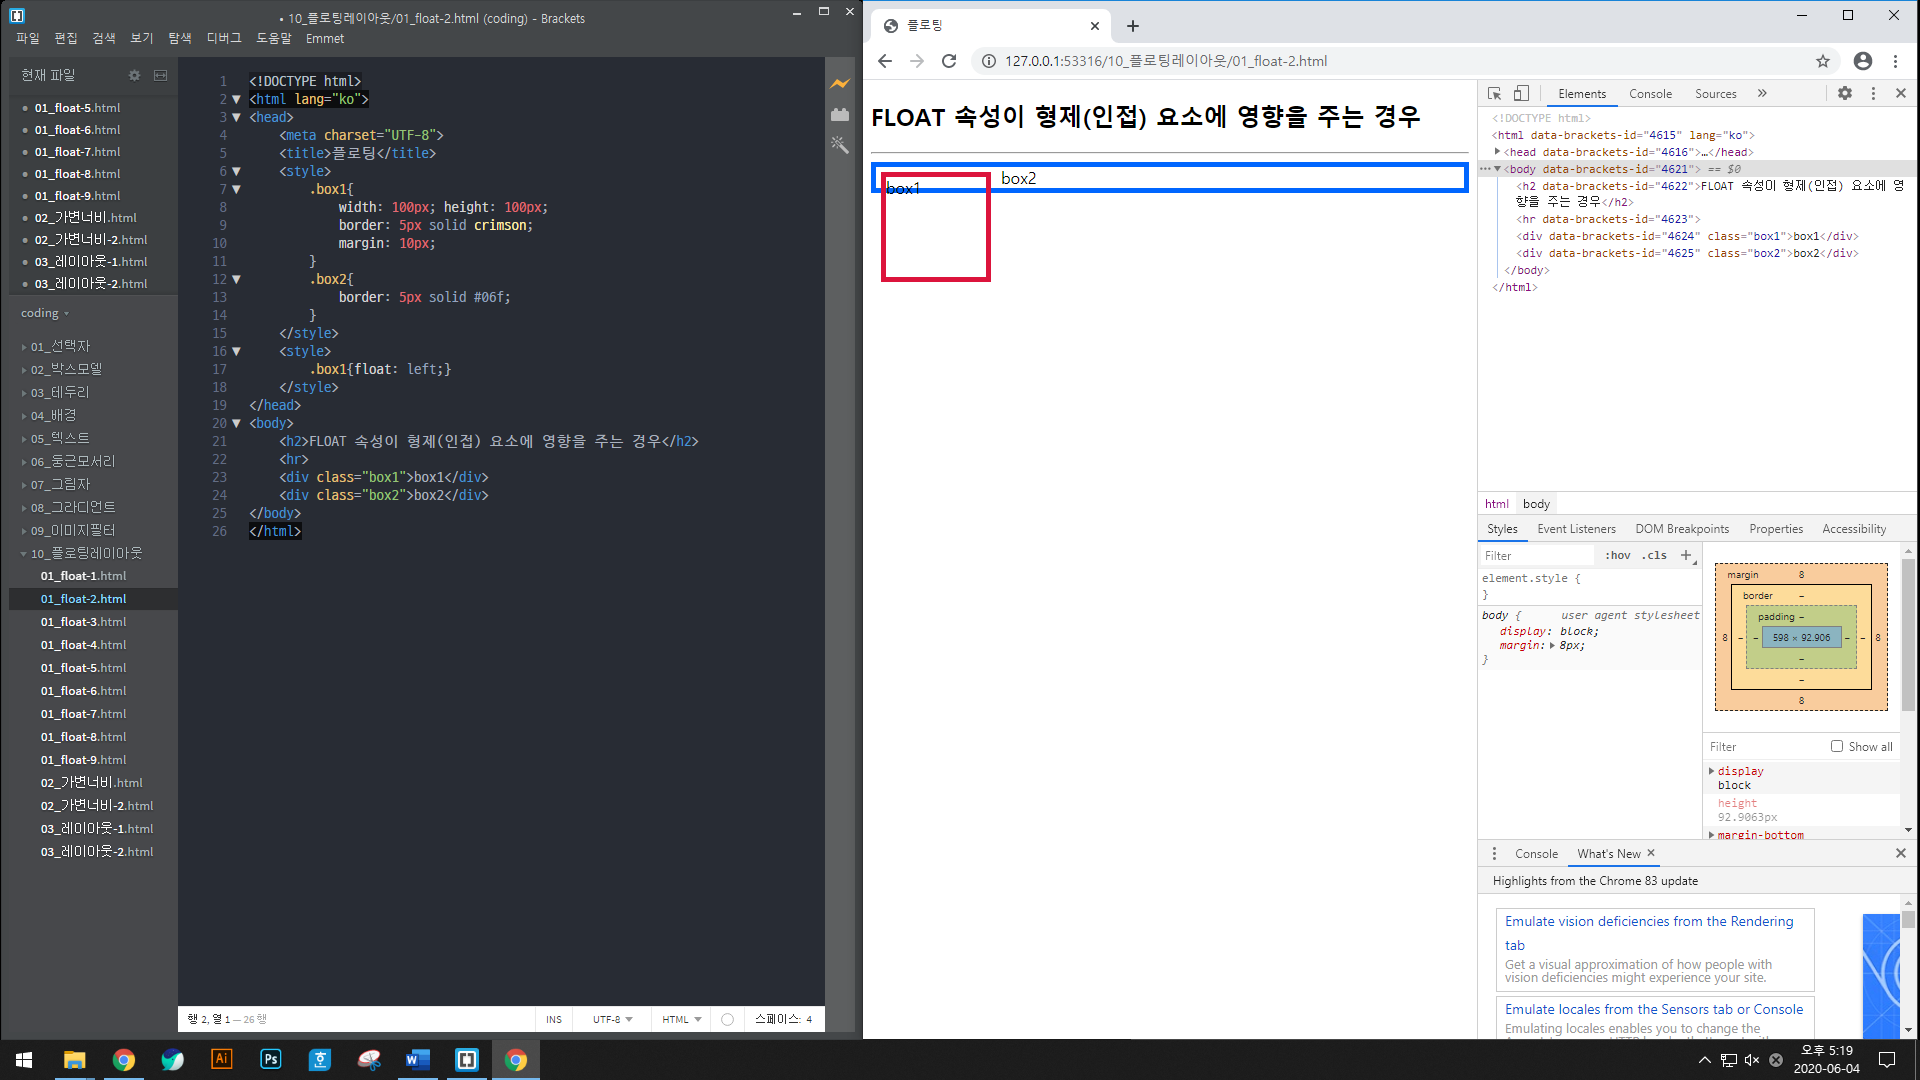 • 10_플로팅레이아웃/01_float-2.html (coding) - Brackets
파일 편집 검색 보기 탐색 디버그 도움말 Emmet
현재 파일
01_float-5.html
01_float-6.html
01_float-7.html
01_float-8.html
01_float-9.html
02_가변너비.html
02_가변너비-2.html
03_레이아웃-1.html
03_레이아웃-2.html
coding
01_선택자
02_박스모델
03_테두리
04_배경
05_텍스트
06_둥근모서리
07_그림자
08_그라디언트
09_이미지필터
10_플로팅레이아웃
01_float-1.html
01_float-2.html
01_float-3.html
01_float-4.html
01_float-5.html
01_float-6.html
01_float-7.html
01_float-8.html
01_float-9.html
02_가변너비.html
02_가변너비-2.html
03_레이아웃-1.html
03_레이아웃-2.html
1 <!DOCTYPE html>
2 <html lang="ko">
3 <head>
4 <meta charset="UTF-8">
5 <title>플로팅</title>
6 <style>
7 .box1{
8 width: 100px; height: 100px;
9 border: 5px solid crimson;
10 margin: 10px;
11 }
12 .box2{
13 border: 5px solid #06f;
14 }
15 </style>
16 <style>
17 .box1{float: left;}
18 </style>
19 </head>
20 <body>
21 <h2>FLOAT 속성이 형제(인접) 요소에 영향을 주는 경우</h2>
22 <hr>
23 <div class="box1">box1</div>
24 <div class="box2">box2</div>
25 </body>
26 </html>
행 2, 열 1 — 26 행 INS UTF-8 HTML 스페이스: 4
플로팅
127.0.0.1:53316/10_플로팅레이아웃/01_float-2.html
FLOAT 속성이 형제(인접) 요소에 영향을 주는 경우
box1 box2
Elements Console Sources »
<!DOCTYPE html>
<html data-brackets-id="4615" lang="ko">
<head data-brackets-id="4616">…</head>
<body data-brackets-id="4621"> == $0
<h2 data-brackets-id="4622">FLOAT 속성이 형제(인접) 요소에 영
향을 주는 경우</h2>
<hr data-brackets-id="4623">
<div data-brackets-id="4624" class="box1">box1</div>
<div data-brackets-id="4625" class="box2">box2</div>
</body>
</html>
html body
Styles Event Listeners DOM Breakpoints Properties Accessibility
Filter :hov .cls +
element.style {
}
body { user agent stylesheet
display: block;
margin: 8px;
}
margin 8
border –
padding –
8 – – 598 × 92.906 – – 8
–
–
8
Filter Show all
display
block
height
92.9063px
margin-bottom
Console What's New
Highlights from the Chrome 83 update
Emulate vision deficiencies from the Rendering
tab
Get a visual approximation of how people with
vision deficiencies might experience your site.
Emulate locales from the Sensors tab or Console
Emulating locales enables you to change the
Ai Ps
오후 5:19
2020-06-04